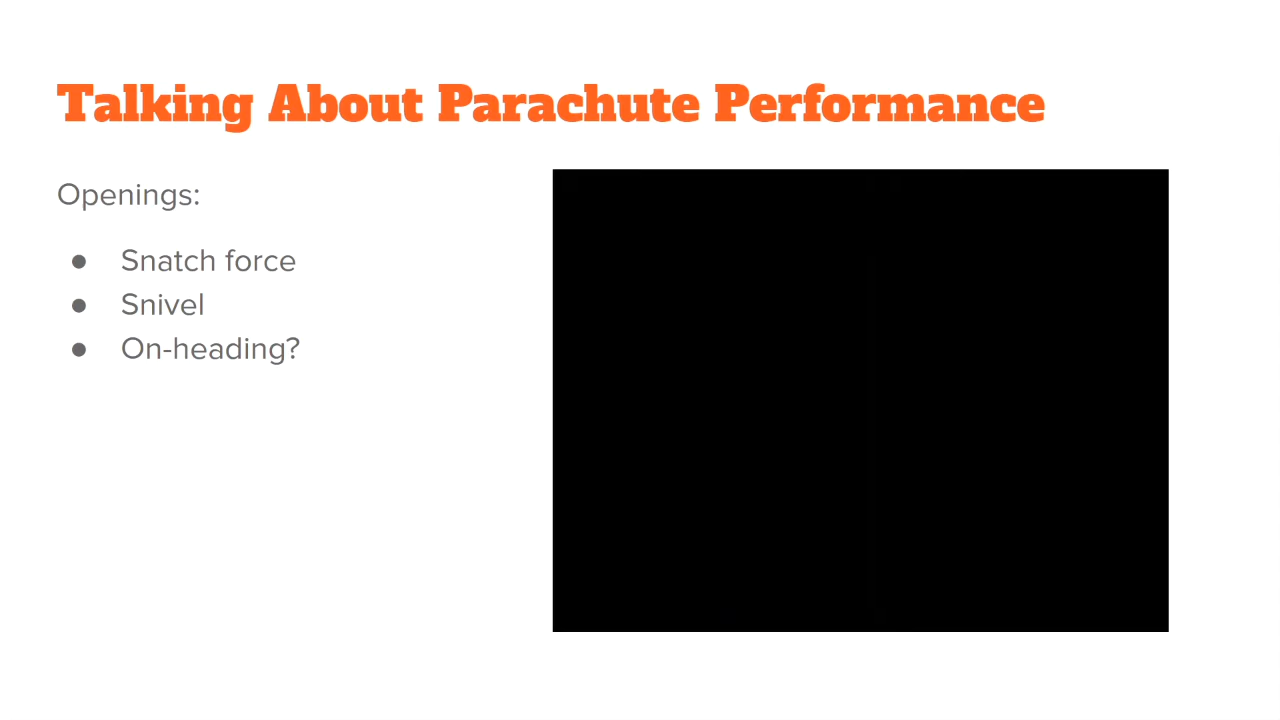 Talking About Parachute Performance
Openings:
● Snatch force
● Snivel
● On-heading?